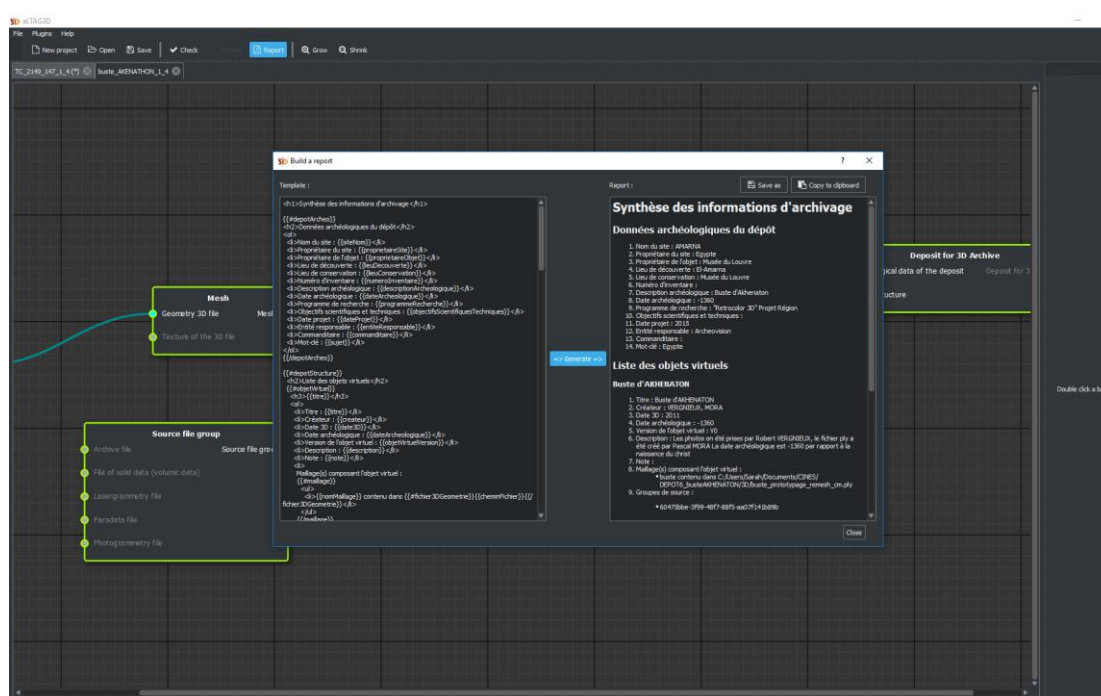 aLTAG3D
File Plugins Help
New project Open Save Check Report Grow Shrink
TC_2149_147_1_4 (*) buste_AKENATHON_1_4
Build a report ?
Template :
<h1>Synthèse des informations d'archivage</h1>
{{#depotArcheo}}
<h2>Données archéologiques du dépôt</h2>
<ol>
<li>Nom du site : {{siteNom}}</li>
<li>Propriétaire du site : {{proprietaireSite}}</li>
<li>Propriétaire de l'objet : {{proprietaireObjet}}</li>
<li>Lieu de découverte : {{lieuDecouverte}}</li>
<li>Lieu de conservation : {{lieuConservation}}</li>
<li>Numéro d'inventaire : {{numeroInventaire}}</li>
<li>Description archéologique : {{descriptionArcheologique}}</li>
<li>Date archéologique : {{dateArcheologique}}</li>
<li>Programme de recherche : {{programmeRecherche}}</li>
<li>Objectifs scientifiques et techniques : {{objectifsScientifiquesTechniques}}</li>
<li>Date projet : {{dateProjet}}</li>
<li>Entité responsable : {{entiteResponsable}}</li>
<li>Commanditaire : {{commanditaire}}</li>
<li>Mot-clé : {{sujet}}</li>
</ol>
{{/depotArcheo}}
{{#depotStructure}}
<h2>Liste des objets virtuels</h2>
{{#objetVirtuel}}
<h3>{{titre}}</h3>
<ol>
<li>Titre : {{titre}}</li>
<li>Créateur : {{createur}}</li>
<li>Date 3D : {{date3D}}</li>
<li>Date archéologique : {{dateArcheologique}}</li>
<li>Version de l'objet virtuel : {{objetVirtuelVersion}}</li>
<li>Description : {{description}}</li>
<li>Note : {{note}}</li>
<li>
Maillage(s) composant l'objet virtuel :
{{#maillage}}
<ul>
<li>{{nomMaillage}} contenu dans {{#fichier3DGeometrie}}{{cheminFichier}}{{/
fichier3DGeometrie}}</li>
</ul>
{{/maillage}}
=> Generate =>
Report :
Save as Copy to clipboard
Synthèse des informations d'archivage
Données archéologiques du dépôt
1. Nom du site : AMARNA
2. Propriétaire du site : Egypte
3. Propriétaire de l'objet : Musée du Louvre
4. Lieu de découverte : El-Amarna
5. Lieu de conservation : Musée du Louvre
6. Numéro d'inventaire :
7. Description archéologique : Buste d'Akhenaton
8. Date archéologique : -1360
9. Programme de recherche : "Retrocolor 3D" Projet Région
10. Objectifs scientifiques et techniques :
11. Date projet : 2015
12. Entité responsable : Archeovision
13. Commanditaire :
14. Mot-clé : Egypte
Liste des objets virtuels
Buste d'AKHENATON
1. Titre : Buste d'AKHENATON
2. Créateur : VERGNIEUX, MORA
3. Date 3D : 2011
4. Date archéologique : -1360
5. Version de l'objet virtuel : V0
6. Description : Les photos on été prises par Robert VERGNIEUX, le fichier ply a
été créé par Pascal MORA La date archéologique est -1360 par rapport à la
naissance du christ
7. Note :
8. Maillage(s) composant l'objet virtuel :
buste contenu dans C:/Users/Sarah/Documents/CINES/
DEPOT6_busteAKHENATON/3D/buste_prototypage_remesh_cm.ply
9. Groupes de source :
Close
Mesh
Geometry 3D file Mesh
Texture of the 3D file
Source file group
Archive file Source file grou
File of solid data (volumic data)
Lasergrammetry file
Paradata file
Photogrammetry file
Deposit for 3D Archive
gical data of the deposit Deposit for 3
ructure
Double click a b